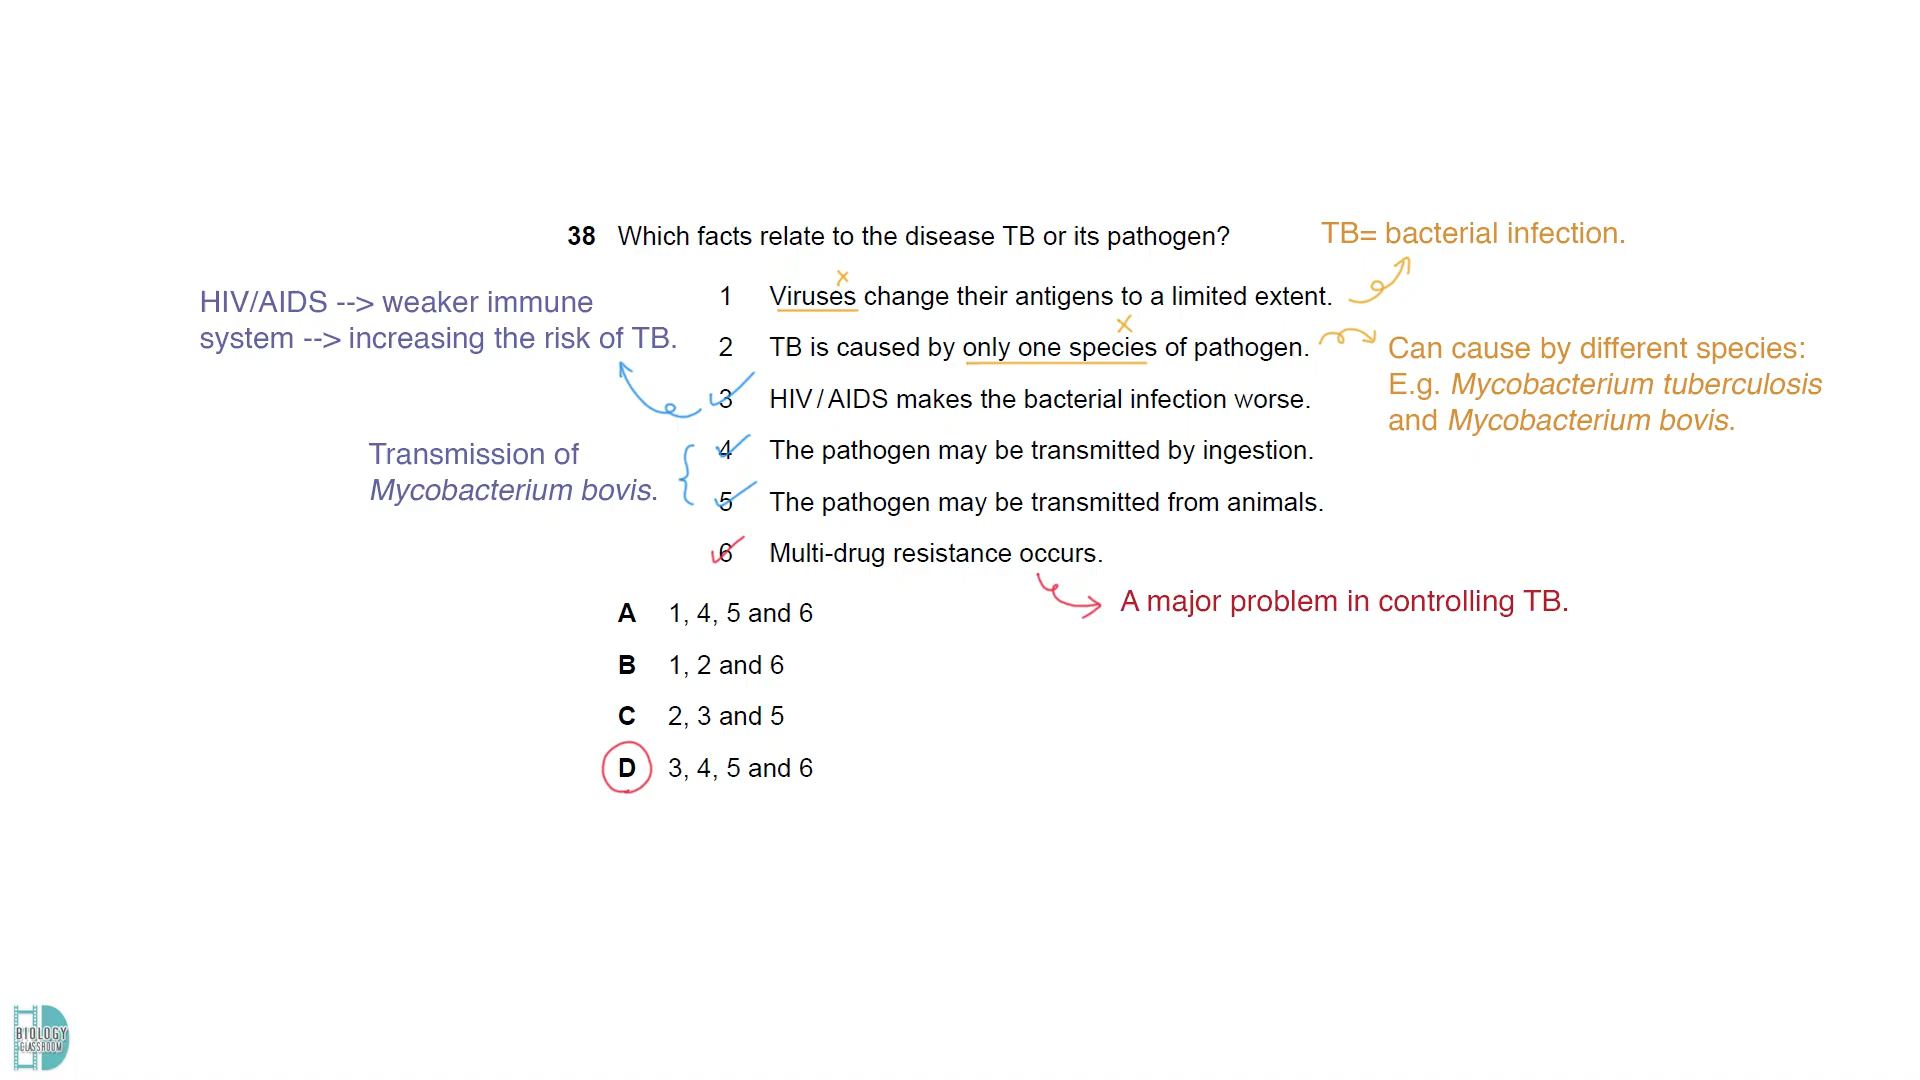 38 Which facts relate to the disease TB or its pathogen?
TB= bacterial infection.
1 Viruses change their antigens to a limited extent.
HIV/AIDS --> weaker immune
system --> increasing the risk of TB.
2 TB is caused by only one species of pathogen.
Can cause by different species:
E.g. Mycobacterium tuberculosis
and Mycobacterium bovis.
3 HIV / AIDS makes the bacterial infection worse.
4 The pathogen may be transmitted by ingestion.
Transmission of
Mycobacterium bovis.
5 The pathogen may be transmitted from animals.
6 Multi-drug resistance occurs.
A major problem in controlling TB.
A 1, 4, 5 and 6
B 1, 2 and 6
C 2, 3 and 5
D 3, 4, 5 and 6
BIOLOGY
CLASSROOM